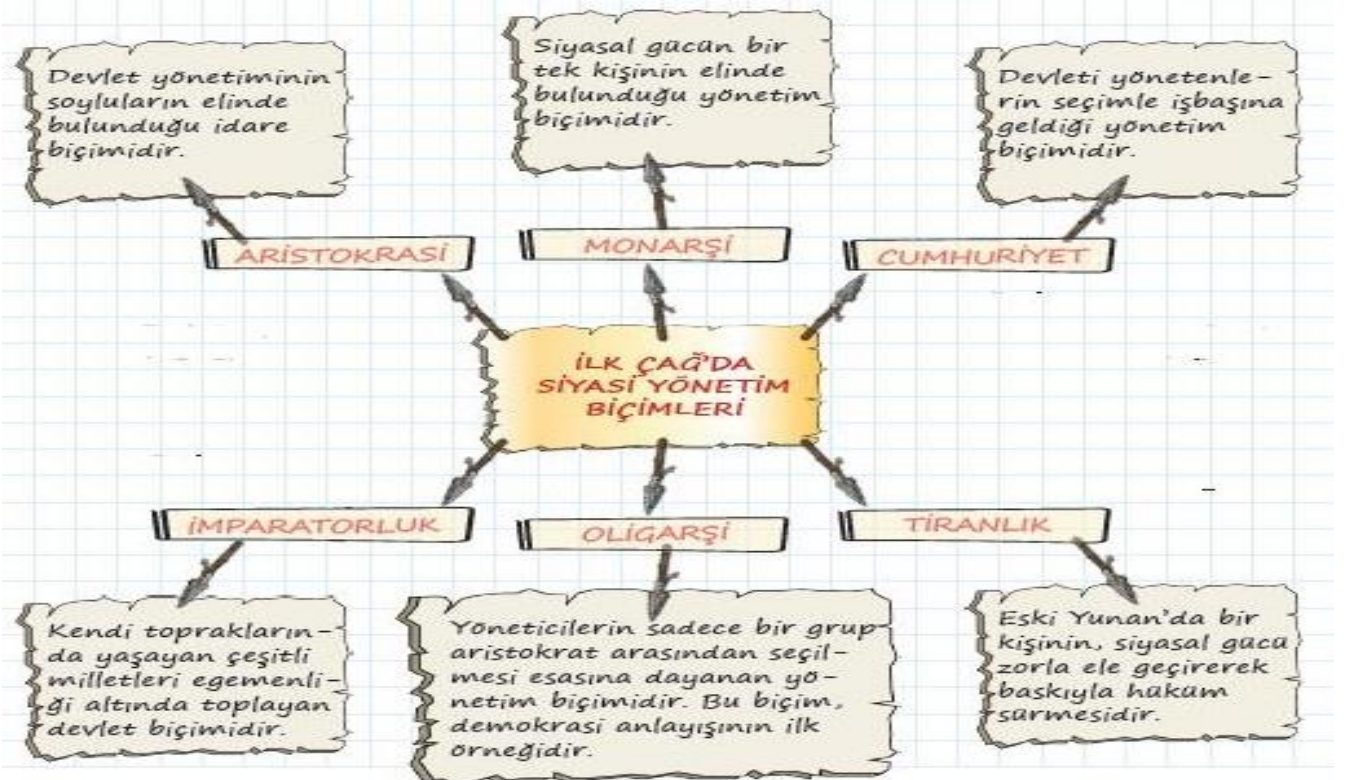 Devlet yönetiminin
soyluların elinde
bulunduğu idare
biçimidir.
Siyasal gücün bir
tek kişinin elinde
bulunduğu yönetim
biçimidir.
Devleti yönetenle-
rin seçimle işbaşına
geldiği yönetim
biçimidir.
ARİSTOKRASİ
MONARŞİ
CUMHURİYET
İLK ÇAĞ'DA
SİYASİ YÖNETİM
BİÇİMLERİ
İMPARATORLUK
OLİGARŞİ
TİRANLIK
Kendi toprakların-
da yaşayan çeşitli
milletleri egemenli-
ği altında toplayan
devlet biçimidir.
Yöneticilerin sadece bir grup
aristokrat arasından seçil-
mesi esasına dayanan yö-
netim biçimidir. Bu biçim,
demokrasi anlayışının ilk
örneğidir.
Eski Yunan'da bir
kişinin, siyasal gücü
zorla ele geçirerek
baskıyla hüküm
sürmesidir.